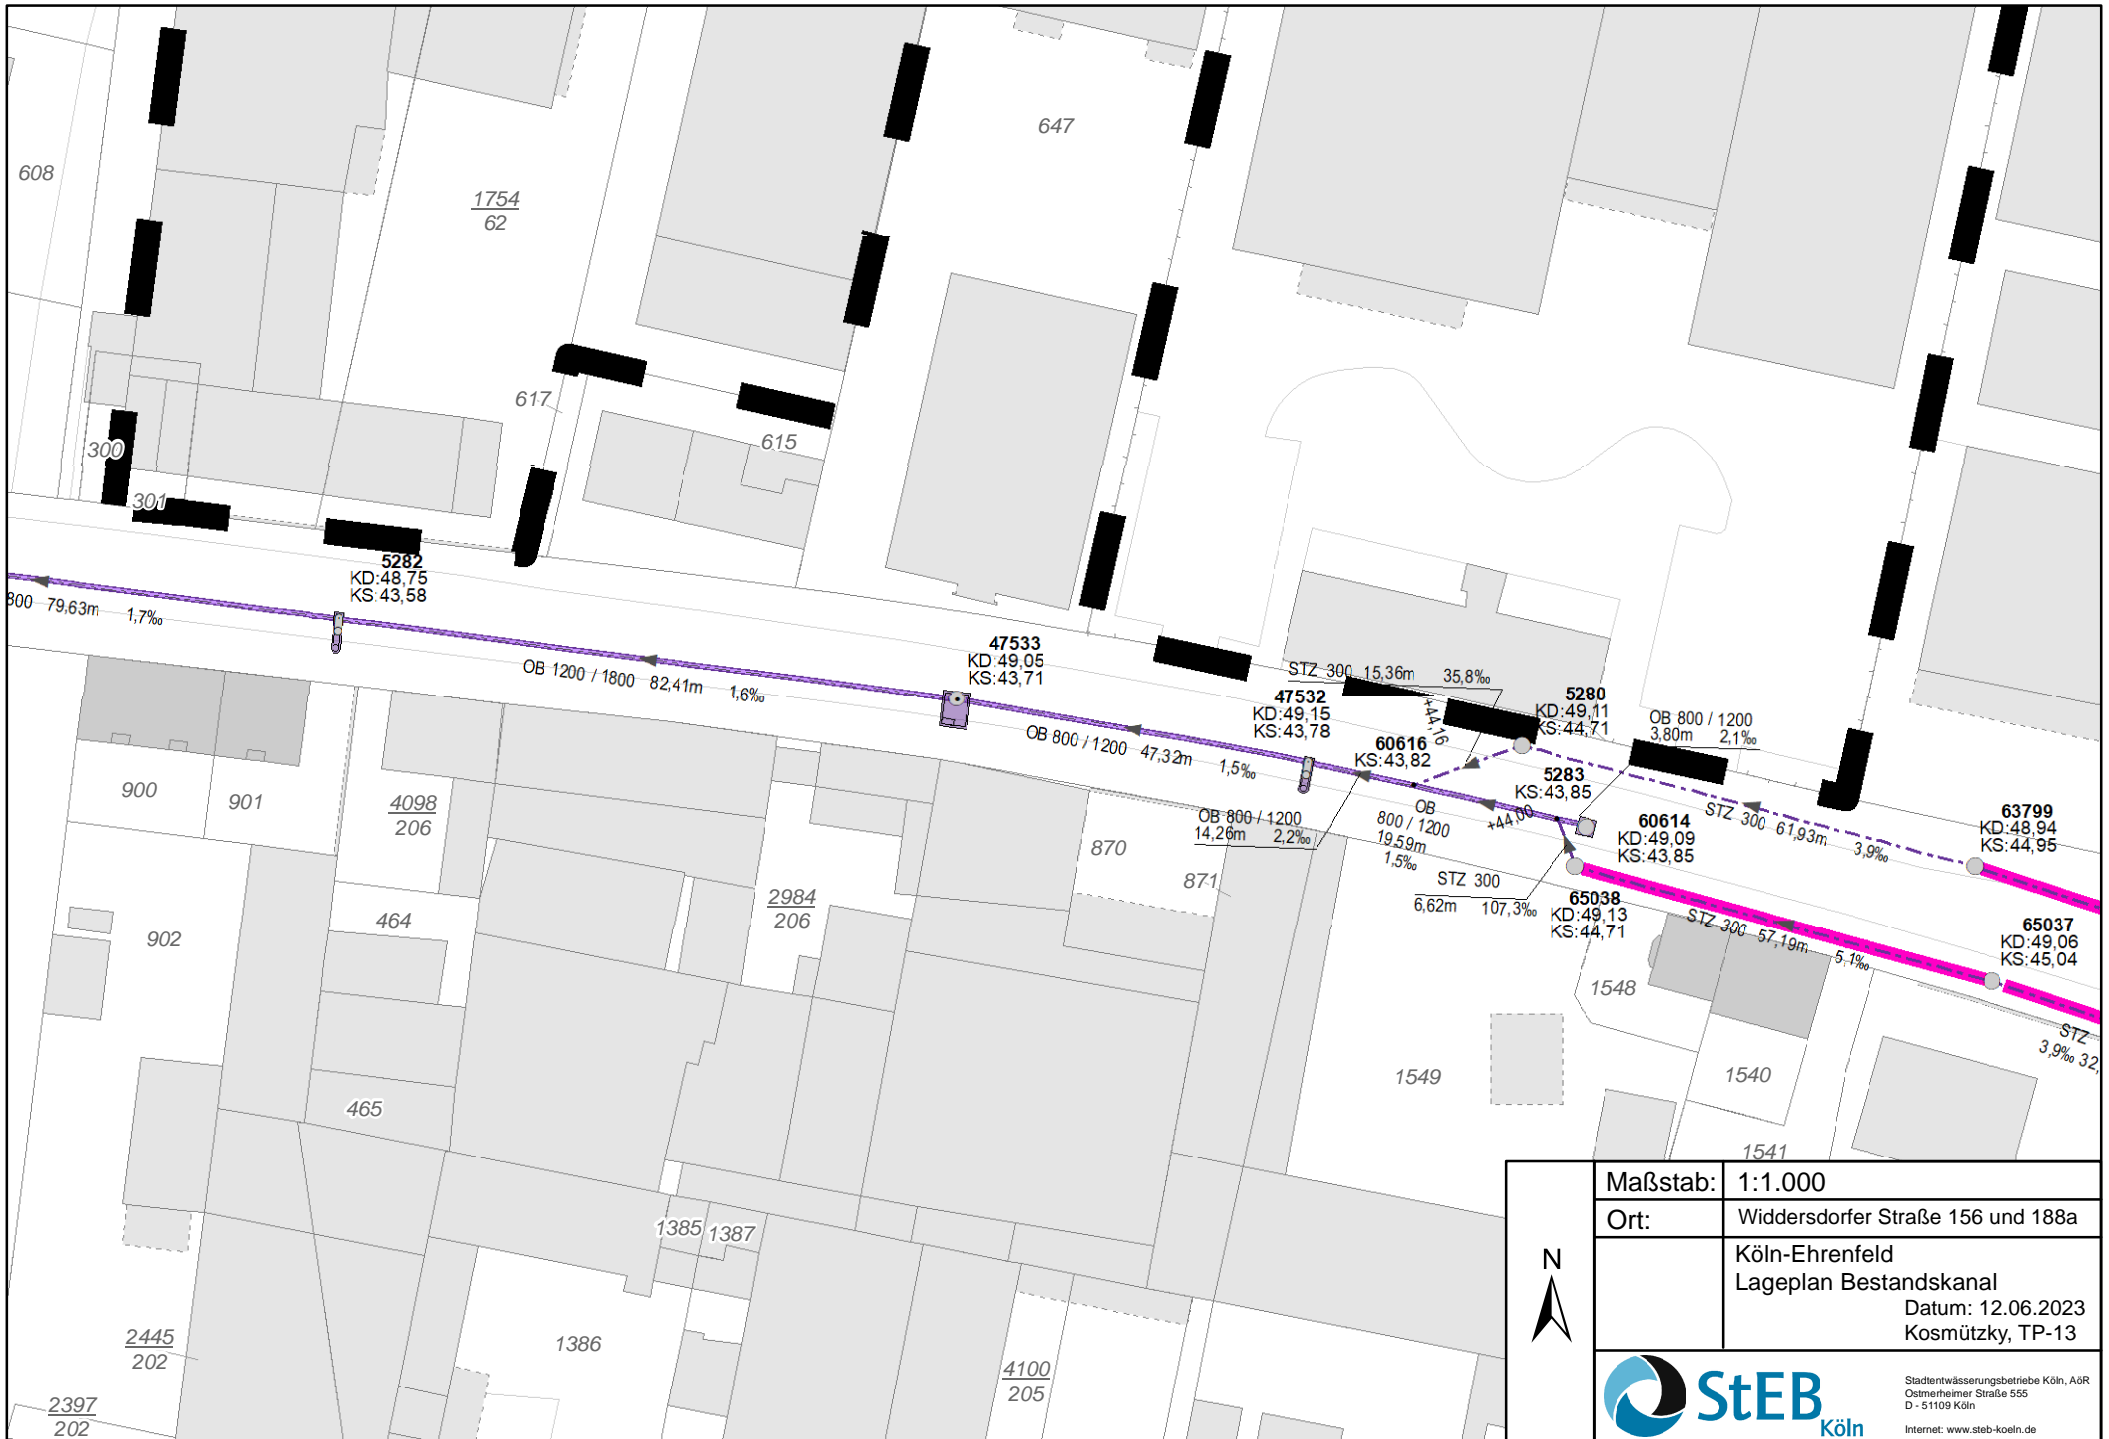 647
608
1754
62
617
615
300
301
5282
KD:48,75
KS:43,58
800 79,63m 1,7‰
OB 1200 / 1800 82,41m 1,6‰
47533
KD:49,05
KS:43,71
OB 800 / 1200 47,32m 1,5‰
47532
KD:49,15
KS:43,78
STZ 300 15,36m 35,8‰
+44,16
60616
KS:43,82
5280
KD:49,11
KS:44,71
OB 800 / 1200
3,80m 2,1‰
5283
KS:43,85
OB
800 / 1200
19,59m
1,5‰
+44,00
OB 800 / 1200
14,26m 2,2‰
60614
KD:49,09
KS:43,85
STZ 300 61,93m 3,9‰
63799
KD:48,94
KS:44,95
STZ 300
6,62m 107,3‰
65038
KD:49,13
KS:44,71
STZ 300 57,19m 5,1‰
65037
KD:49,06
KS:45,04
STZ
3,9‰ 32,
900
901
4098
206
870
871
2984
206
902
464
465
1548
1549
1540
1541
1385
1387
1386
2445
202
2397
202
4100
205
N
Maßstab: 1:1.000
Ort: Widdersdorfer Straße 156 und 188a
Köln-Ehrenfeld
Lageplan Bestandskanal
Datum: 12.06.2023
Kosmützky, TP-13
StEB
Köln
Stadtentwässerungsbetriebe Köln, AöR
Ostmerheimer Straße 555
D - 51109 Köln
Internet: www.steb-koeln.de